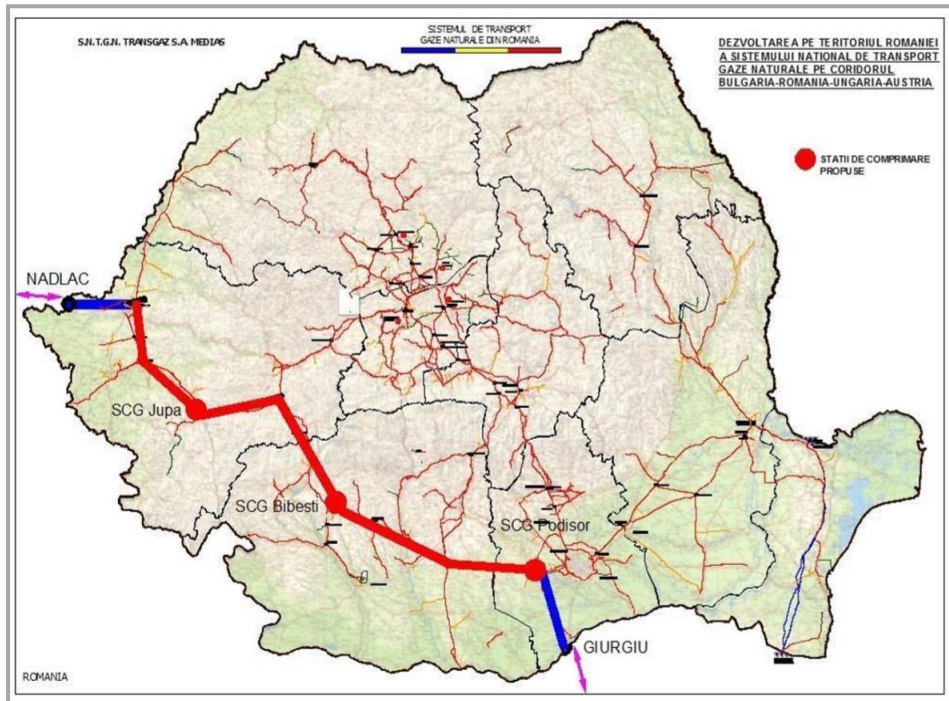 S.N.T.G.N. TRANSGAZ S.A. MEDIAS
SISTEMUL DE TRANSPORT
GAZE NATURALE DIN ROMANIA
DEZVOLTAREA PE TERITORIUL ROMANIEI
A SISTEMULUI NATIONAL DE TRANSPORT
GAZE NATURALE PE CORIDORUL
BULGARIA-ROMANIA-UNGARIA-AUSTRIA
STATII DE COMPRIMARE
PROPUSE
NADLAC
SCG Jupa
SCG Bibesti
SCG Podisor
GIURGIU
ROMANIA